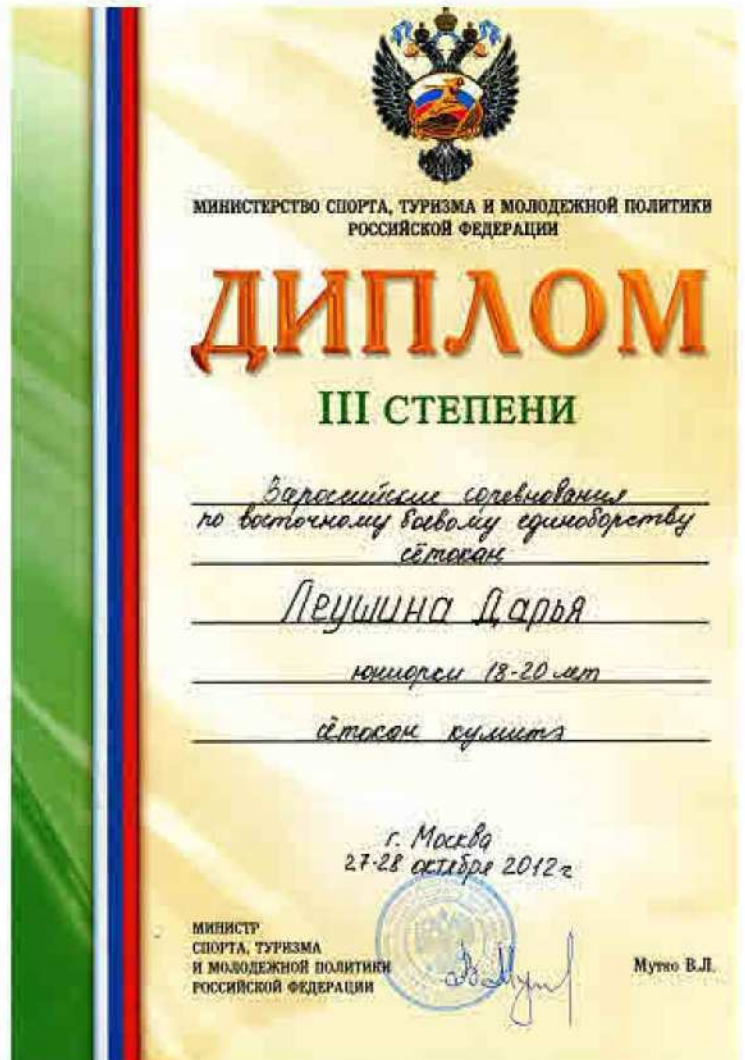 МИНИСТЕРСТВО СПОРТА, ТУРИЗМА И МОЛОДЕЖНОЙ ПОЛИТИКИ
РОССИЙСКОЙ ФЕДЕРАЦИИ
ДИПЛОМ
III СТЕПЕНИ
Всероссийские соревнования
по восточному боевому единоборству
сётокан
Леушина Дарья
юниорки 18-20 лет
сётокан кумитэ
г. Москва
27-28 октября 2012г
МИНИСТР
СПОРТА, ТУРИЗМА
И МОЛОДЕЖНОЙ ПОЛИТИКИ
РОССИЙСКОЙ ФЕДЕРАЦИИ
Мутко В.Л.